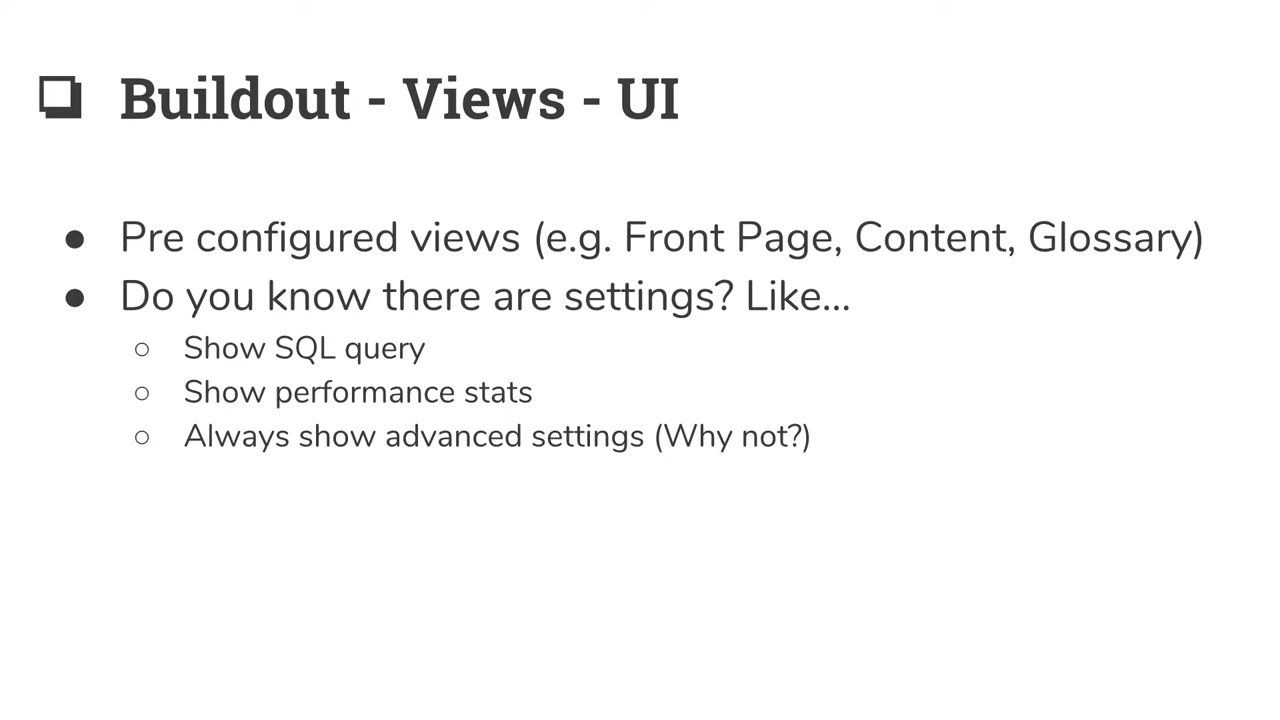 ❏ Buildout - Views - UI
● Pre configured views (e.g. Front Page, Content, Glossary)
● Do you know there are settings? Like...
○ Show SQL query
○ Show performance stats
○ Always show advanced settings (Why not?)